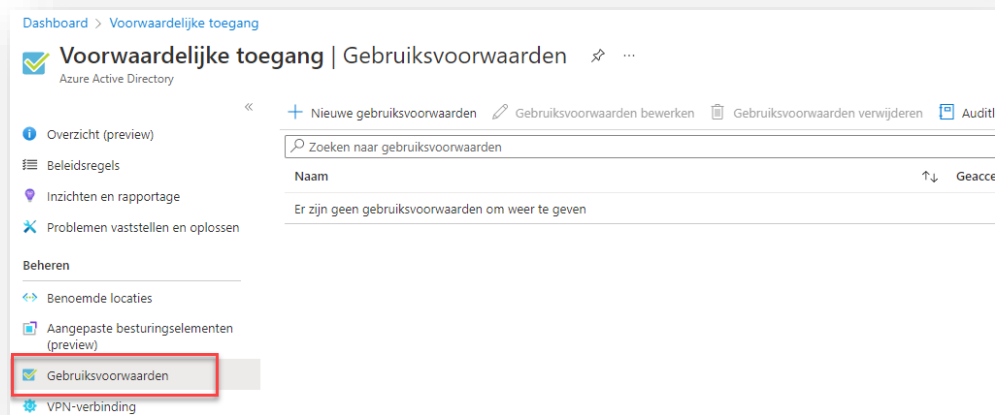 Dashboard > Voorwaardelijke toegang
Voorwaardelijke toegang | Gebruiksvoorwaarden
Azure Active Directory
+ Nieuwe gebruiksvoorwaarden Gebruiksvoorwaarden bewerken Gebruiksvoorwaarden verwijderen Auditl
Zoeken naar gebruiksvoorwaarden
Naam ↑↓ Geacce
Er zijn geen gebruiksvoorwaarden om weer te geven
Overzicht (preview)
Beleidsregels
Inzichten en rapportage
Problemen vaststellen en oplossen
Beheren
Benoemde locaties
Aangepaste besturingselementen
(preview)
Gebruiksvoorwaarden
VPN-verbinding